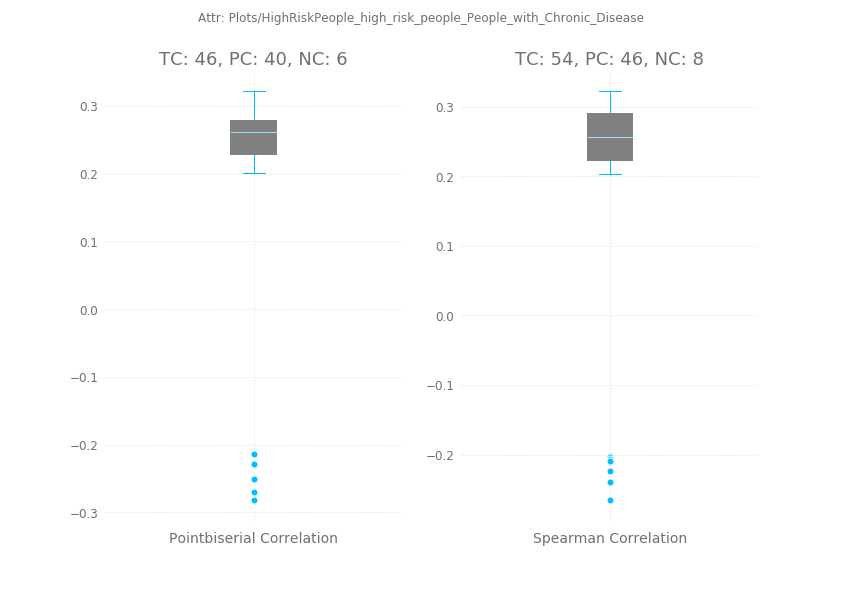 Attr: Plots/HighRiskPeople_high_risk_people_People_with_Chronic_Disease
TC: 46, PC: 40, NC: 6
0.3
0.2
0.1
0.0
−0.1
−0.2
−0.3
Pointbiserial Correlation
TC: 54, PC: 46, NC: 8
0.3
0.2
0.1
0.0
−0.1
−0.2
Spearman Correlation